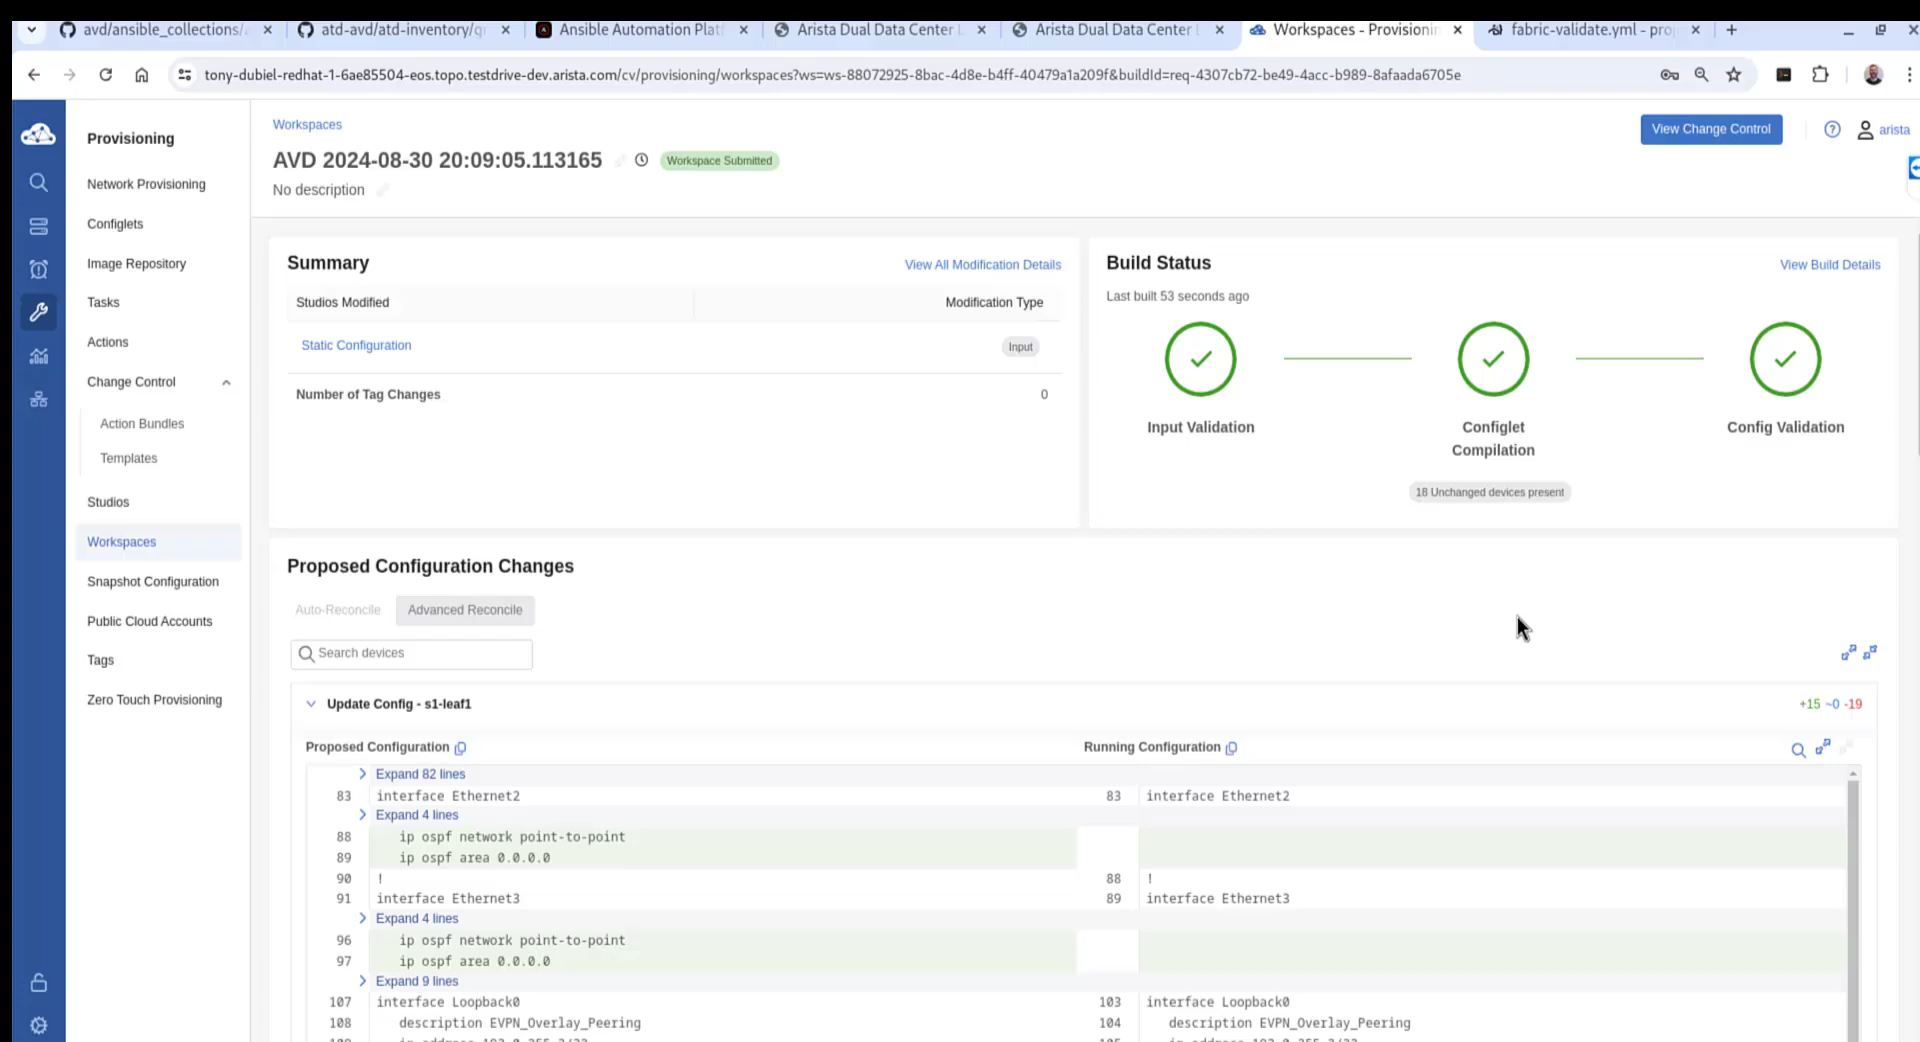 avd/ansible_collections/
atd-avd/atd-inventory/
Ansible Automation Platf
Arista Dual Data Center
Arista Dual Data Center
Workspaces - Provisionin
fabric-validate.yml - pro
tony-dubiel-redhat-1-6ae85504-eos.topo.testdrive-dev.arista.com/cv/provisioning/workspaces?ws=ws-88072925-8bac-4d8e-b4ff-40479a1a209f&buildId=req-4307cb72-be49-4acc-b989-8afaada6705e
Provisioning
Network Provisioning
Configlets
Image Repository
Tasks
Actions
Change Control
Action Bundles
Templates
Studios
Workspaces
Snapshot Configuration
Public Cloud Accounts
Tags
Zero Touch Provisioning
Workspaces
AVD 2024-08-30 20:09:05.113165
Workspace Submitted
No description
View Change Control
arista
Summary
View All Modification Details
Studios Modified
Modification Type
Static Configuration
Input
Number of Tag Changes
0
Build Status
View Build Details
Last built 53 seconds ago
Input Validation
Configlet
Compilation
Config Validation
18 Unchanged devices present
Proposed Configuration Changes
Auto-Reconcile
Advanced Reconcile
Search devices
Update Config - s1-leaf1
+15 ~0 -19
Proposed Configuration
Running Configuration
Expand 82 lines
83 interface Ethernet2
83 interface Ethernet2
Expand 4 lines
88 ip ospf network point-to-point
89 ip ospf area 0.0.0.0
90 !
88 !
91 interface Ethernet3
89 interface Ethernet3
Expand 4 lines
96 ip ospf network point-to-point
97 ip ospf area 0.0.0.0
Expand 9 lines
107 interface Loopback0
103 interface Loopback0
108 description EVPN_Overlay_Peering
104 description EVPN_Overlay_Peering